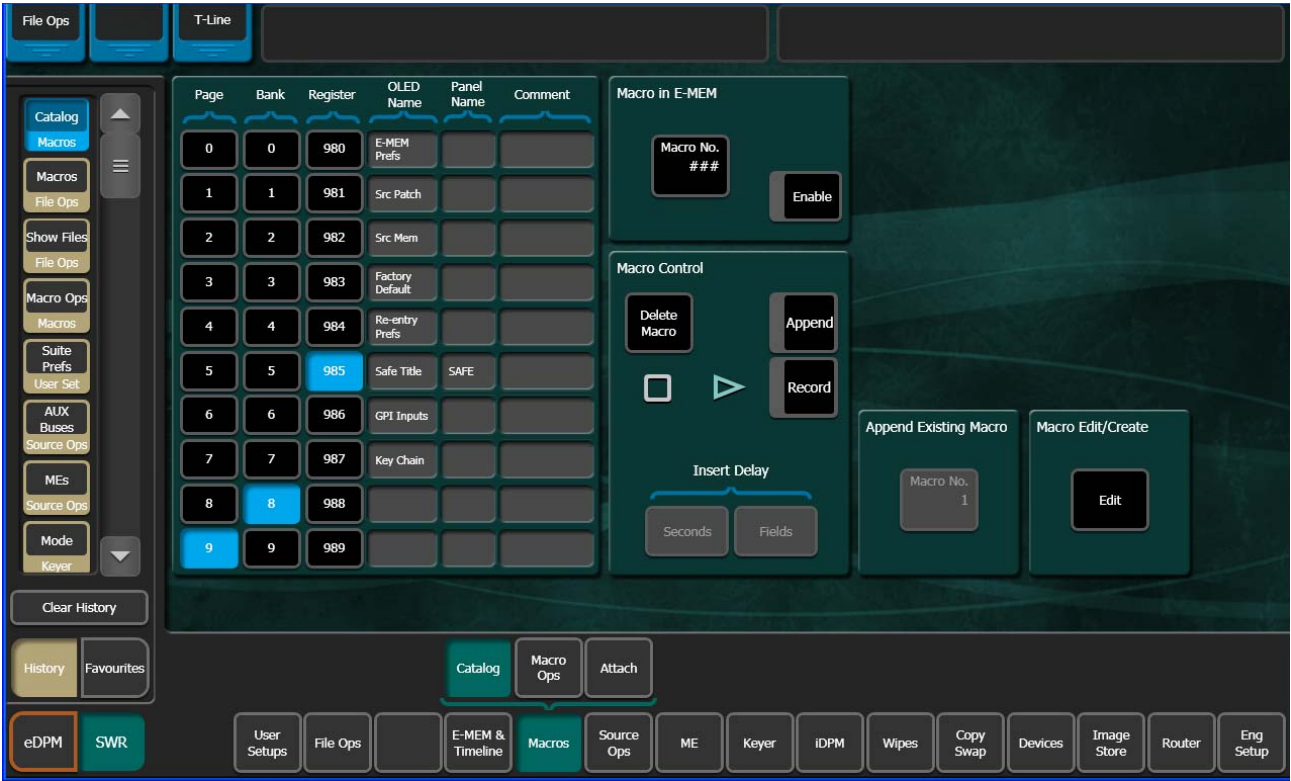 File Ops
T-Line
Catalog
Macros
Macros
File Ops
Show Files
File Ops
Macro Ops
Macros
Suite
Prefs
User Set
AUX
Buses
Source Ops
MEs
Source Ops
Mode
Keyer
Clear History
History Favourites
Page Bank Register OLED Name Panel Name Comment
0 0 980 E-MEM Prefs
1 1 981 Src Patch
2 2 982 Src Mem
3 3 983 Factory Default
4 4 984 Re-entry Prefs
5 5 985 Safe Title SAFE
6 6 986 GPI Inputs
7 7 987 Key Chain
8 8 988
9 9 989
Macro in E-MEM
Macro No.
###
Enable
Macro Control
Delete
Macro
Append
Record
Insert Delay
Seconds Fields
Append Existing Macro
Macro No.
1
Macro Edit/Create
Edit
Catalog Macro Ops Attach
eDPM SWR User Setups File Ops E-MEM & Timeline Macros Source Ops ME Keyer iDPM Wipes Copy Swap Devices Image Store Router Eng Setup